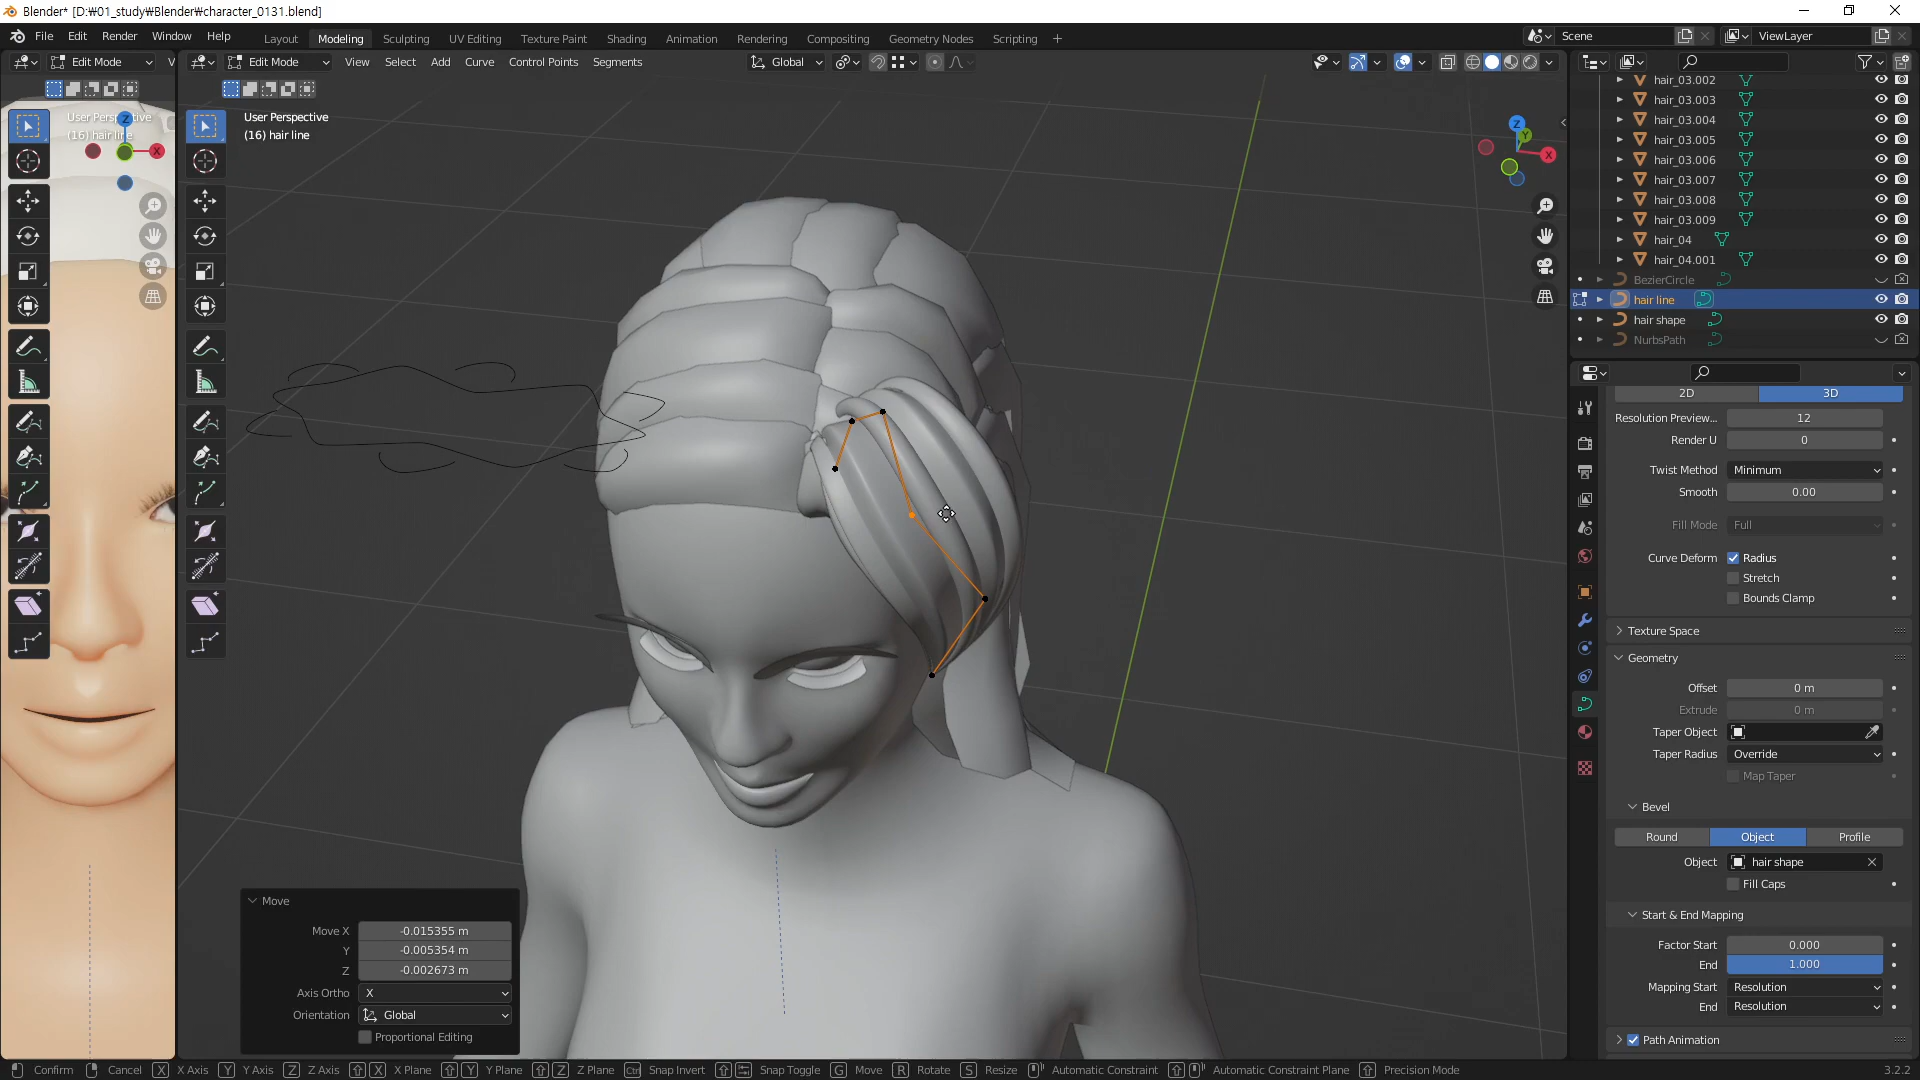 Blender* [D:₩01_study₩Blender₩character_0131.blend]
File Edit Render Window Help
Layout Modeling Sculpting UV Editing Texture Paint Shading Animation Rendering Compositing Geometry Nodes Scripting +
Scene
ViewLayer
Edit Mode
Edit Mode View Select Add Curve Control Points Segments
Global
User Perspective
(16) hair line
User Perspective
(16) hair line
Z
X
Z
Y
X
hair_03.002
hair_03.003
hair_03.004
hair_03.005
hair_03.006
hair_03.007
hair_03.008
hair_03.009
hair_04
hair_04.001
BezierCircle
hair line
hair shape
NurbsPath
2D 3D
Resolution Preview... 12
Render U 0
Twist Method Minimum
Smooth 0.00
Fill Mode Full
Curve Deform Radius
Stretch
Bounds Clamp
Texture Space
Geometry
Offset 0 m
Extrude 0 m
Taper Object
Taper Radius Override
Map Taper
Bevel
Round Object Profile
Object hair shape
Fill Caps
Start & End Mapping
Factor Start 0.000
End 1.000
Mapping Start Resolution
End Resolution
Path Animation
Move
Move X -0.015355 m
Y -0.005354 m
Z -0.002673 m
Axis Ortho X
Orientation Global
Proportional Editing
Confirm Cancel X X Axis Y Y Axis Z Z Axis X X Plane Y Y Plane Z Z Plane Ctrl Snap Invert Snap Toggle G Move R Rotate S Resize Automatic Constraint Automatic Constraint Plane Precision Mode
3.2.2